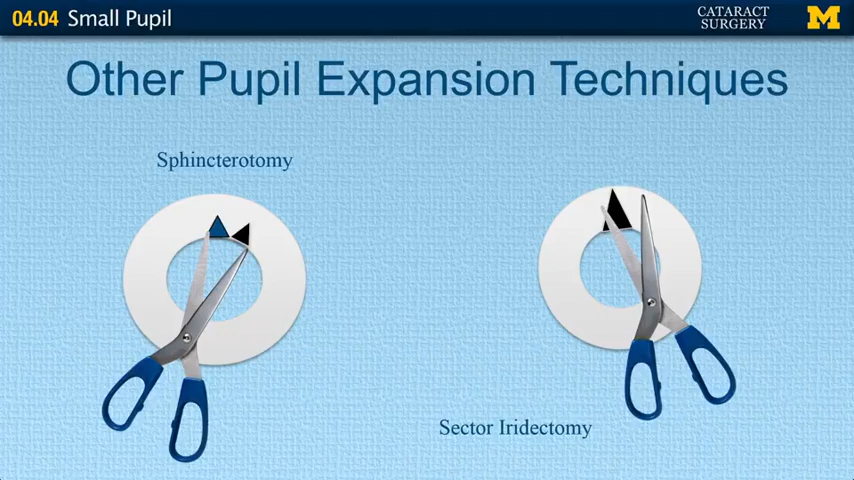 04.04 Small Pupil
CATARACT
SURGERY
M
Other Pupil Expansion Techniques
Sphincterotomy
Sector Iridectomy